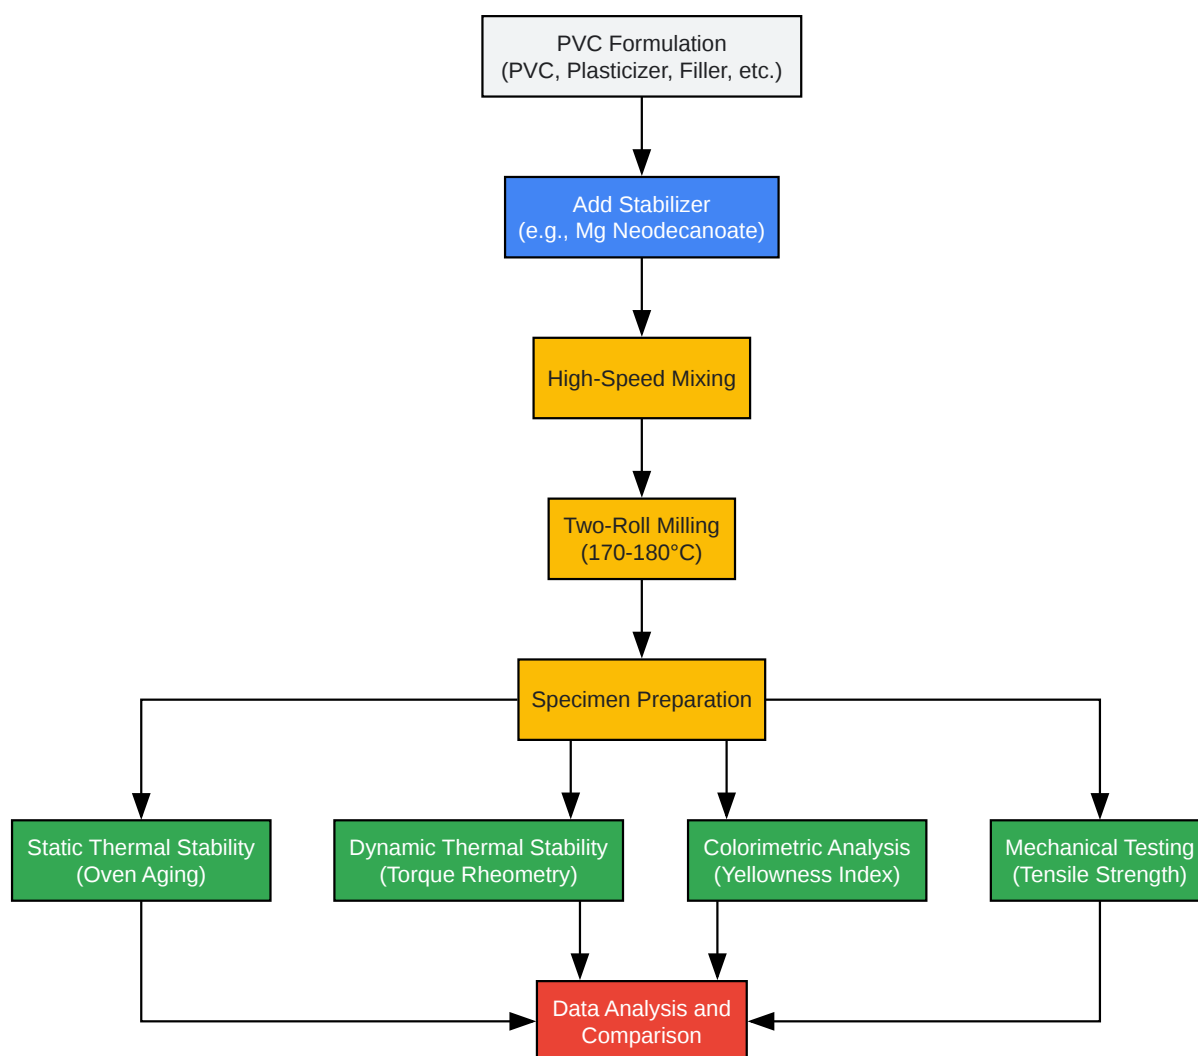 PVC Formulation
(PVC, Plasticizer, Filler, etc.)
Add Stabilizer
(e.g., Mg Neodecanoate)
High-Speed Mixing
Two-Roll Milling
(170-180°C)
Specimen Preparation
Static Thermal Stability
(Oven Aging)
Dynamic Thermal Stability
(Torque Rheometry)
Colorimetric Analysis
(Yellowness Index)
Mechanical Testing
(Tensile Strength)
Data Analysis and
Comparison